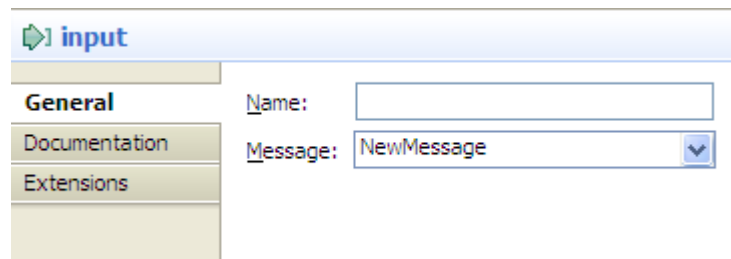 input
General
Name:
Documentation
Message: NewMessage
Extensions